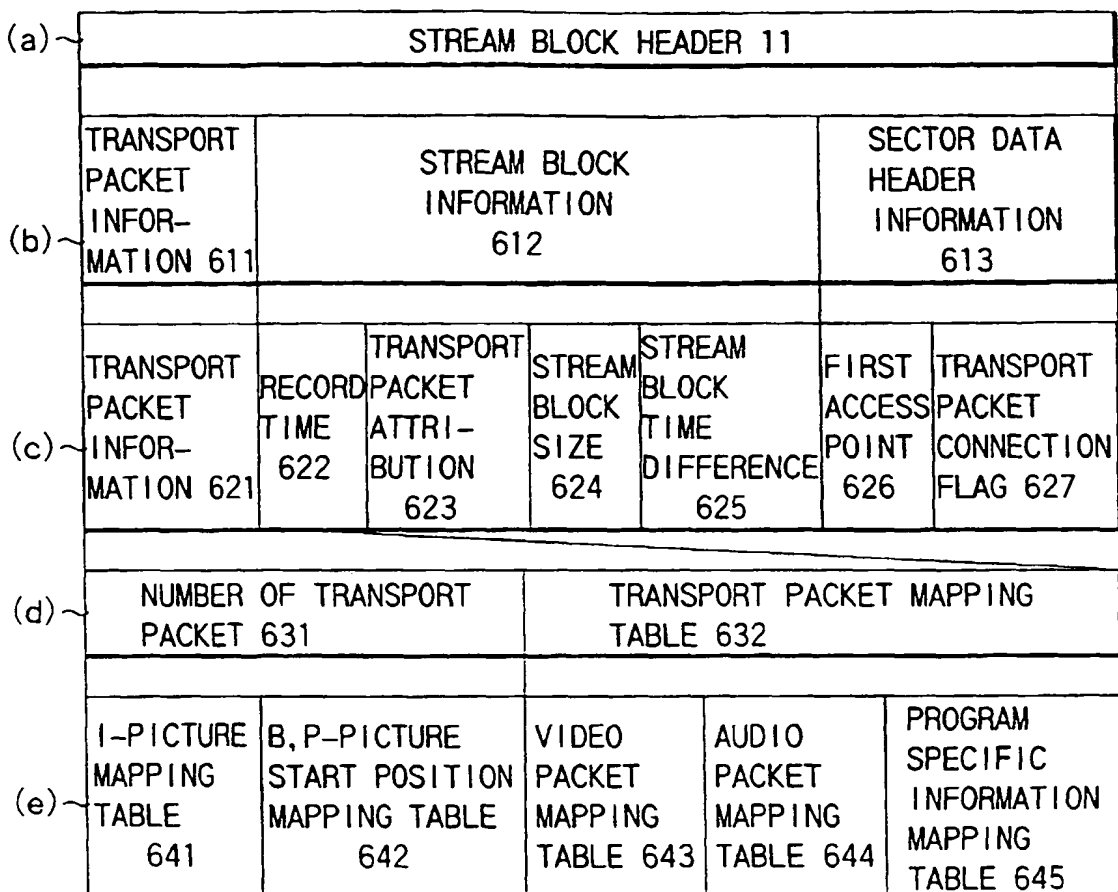 (a)
STREAM BLOCK HEADER 11
(b)
TRANSPORT
PACKET
INFOR-
MATION 611
STREAM BLOCK
INFORMATION
612
SECTOR DATA
HEADER
INFORMATION
613
(c)
TRANSPORT
PACKET
INFOR-
MATION 621
RECORD
TIME
622
TRANSPORT
PACKET
ATTRI-
BUTION
623
STREAM
BLOCK
SIZE
624
STREAM
BLOCK
TIME
DIFFERENCE
625
FIRST
ACCESS
POINT
626
TRANSPORT
PACKET
CONNECTION
FLAG 627
(d)
NUMBER OF TRANSPORT
PACKET 631
TRANSPORT PACKET MAPPING
TABLE 632
(e)
I-PICTURE
MAPPING
TABLE
641
B,P-PICTURE
START POSITION
MAPPING TABLE
642
VIDEO
PACKET
MAPPING
TABLE 643
AUDIO
PACKET
MAPPING
TABLE 644
PROGRAM
SPECIFIC
INFORMATION
MAPPING
TABLE 645